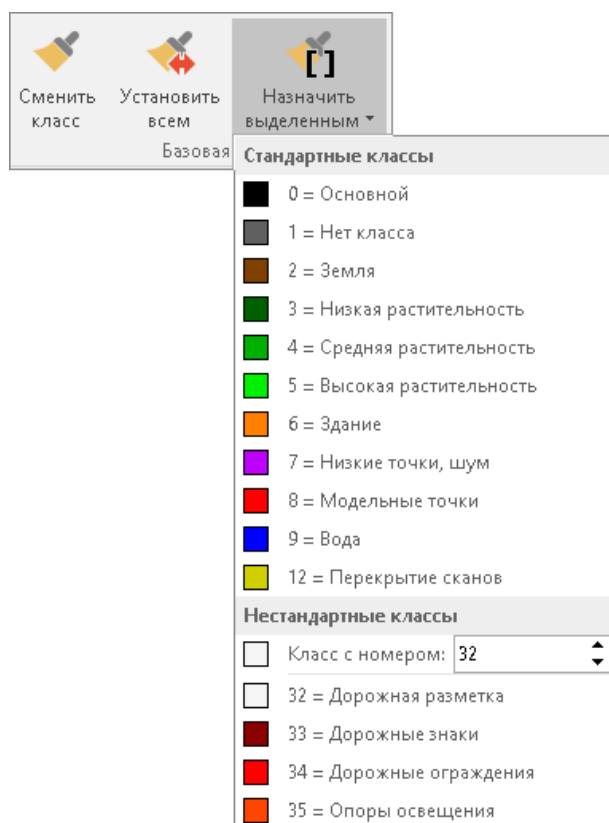 Сменить класс
Установить всем
Назначить выделенным
Базовая
Стандартные классы
0 = Основной
1 = Нет класса
2 = Земля
3 = Низкая растительность
4 = Средняя растительность
5 = Высокая растительность
6 = Здание
7 = Низкие точки, шум
8 = Модельные точки
9 = Вода
12 = Перекрытие сканов
Нестандартные классы
Класс с номером: 32
32 = Дорожная разметка
33 = Дорожные знаки
34 = Дорожные ограждения
35 = Опоры освещения